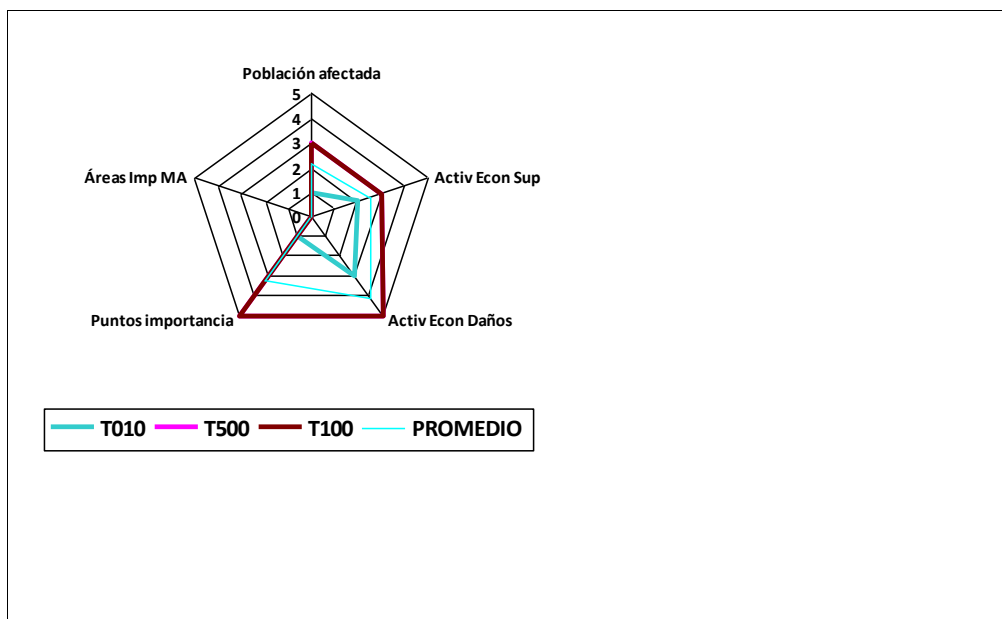 Población afectada
5
4
3
2
1
0
Áreas Imp MA
Activ Econ Sup
Puntos importancia
Activ Econ Daños
T010 T500 T100 PROMEDIO